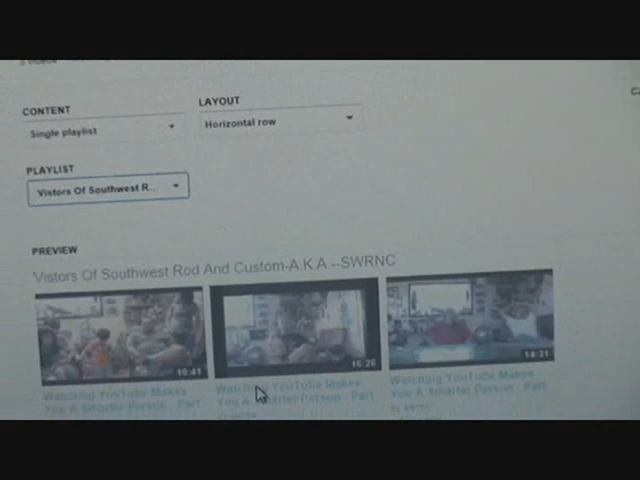 CONTENT
Single playlist
LAYOUT
Horizontal row
PLAYLIST
Vistors Of Southwest R...
PREVIEW
Vistors Of Southwest Rod And Custom-A.K.A.--SWRNC
10:41
16:26
14:31
Watching YouTube Makes
You A Smarter Person - Part
Watching YouTube Makes
You A Smarter Person - Part
Watching YouTube Makes
You A Smarter Person - Part